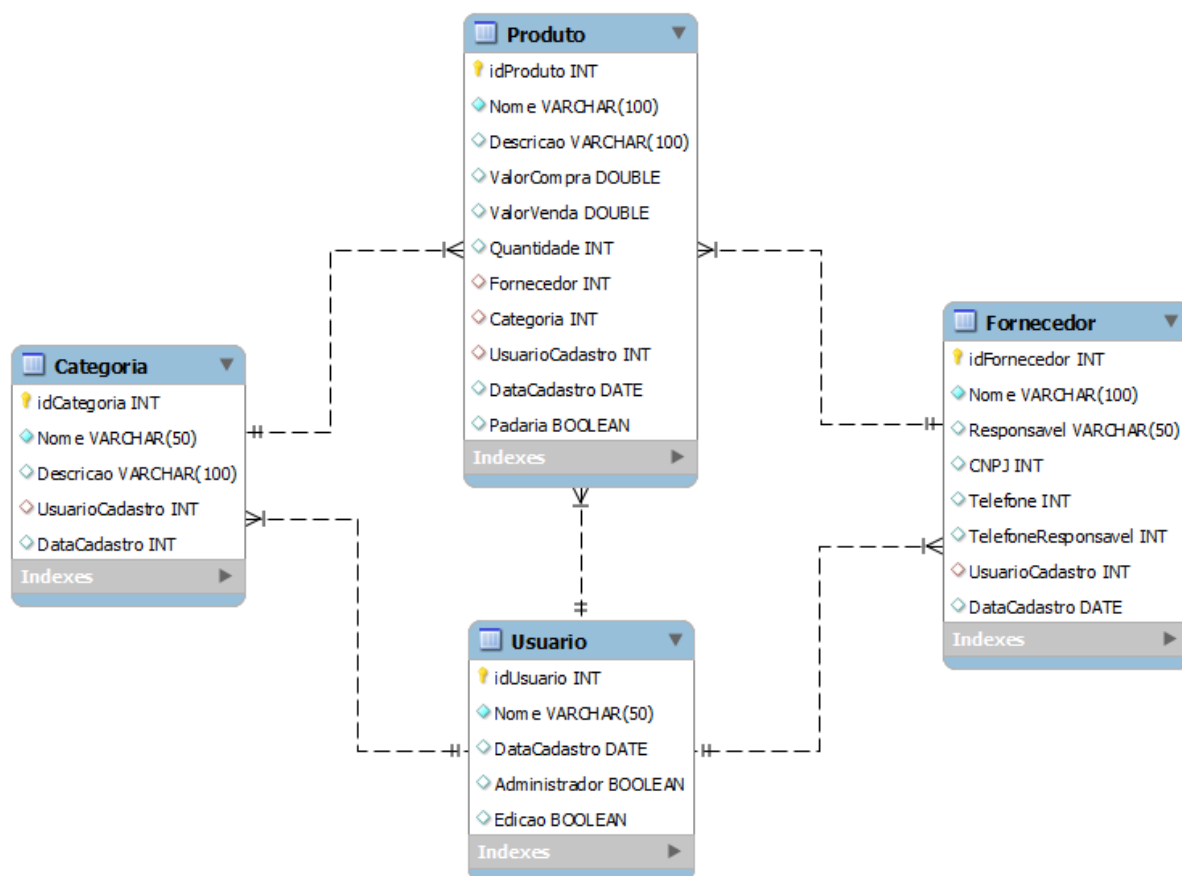 Produto
idProduto INT
Nome VARCHAR(100)
Descricao VARCHAR(100)
ValorCompra DOUBLE
ValorVenda DOUBLE
Quantidade INT
Fornecedor INT
Categoria INT
UsuarioCadastro INT
DataCadastro DATE
Padaria BOOLEAN
Indexes
Categoria
idCategoria INT
Nome VARCHAR(50)
Descricao VARCHAR(100)
UsuarioCadastro INT
DataCadastro INT
Indexes
Fornecedor
idFornecedor INT
Nome VARCHAR(100)
Responsavel VARCHAR(50)
CNPJ INT
Telefone INT
TelefoneResponsavel INT
UsuarioCadastro INT
DataCadastro DATE
Indexes
Usuario
idUsuario INT
Nome VARCHAR(50)
DataCadastro DATE
Administrador BOOLEAN
Edicao BOOLEAN
Indexes